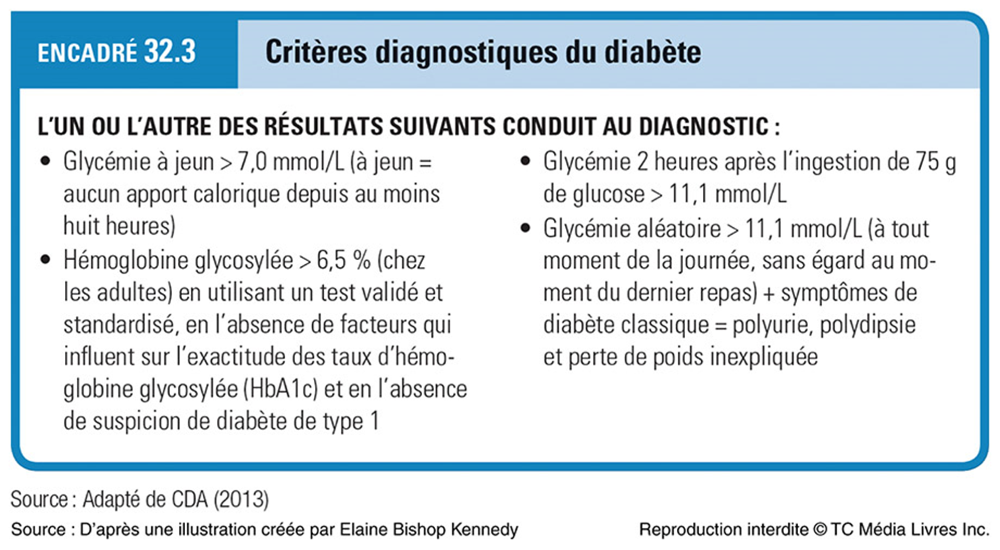 ENCADRÉ 32.3
Critères diagnostiques du diabète
L'UN OU L'AUTRE DES RÉSULTATS SUIVANTS CONDUIT AU DIAGNOSTIC :
• Glycémie à jeun > 7,0 mmol/L (à jeun =
aucun apport calorique depuis au moins
huit heures)
• Hémoglobine glycosylée > 6,5 % (chez
les adultes) en utilisant un test validé et
standardisé, en l'absence de facteurs qui
influent sur l'exactitude des taux d'hémo-
globine glycosylée (HbA1c) et en l'absence
de suspicion de diabète de type 1
• Glycémie 2 heures après l'ingestion de 75 g
de glucose > 11,1 mmol/L
• Glycémie aléatoire > 11,1 mmol/L (à tout
moment de la journée, sans égard au mo-
ment du dernier repas) + symptômes de
diabète classique = polyurie, polydipsie
et perte de poids inexpliquée
Source : Adapté de CDA (2013)
Source : D'après une illustration créée par Elaine Bishop Kennedy
Reproduction interdite © TC Média Livres Inc.